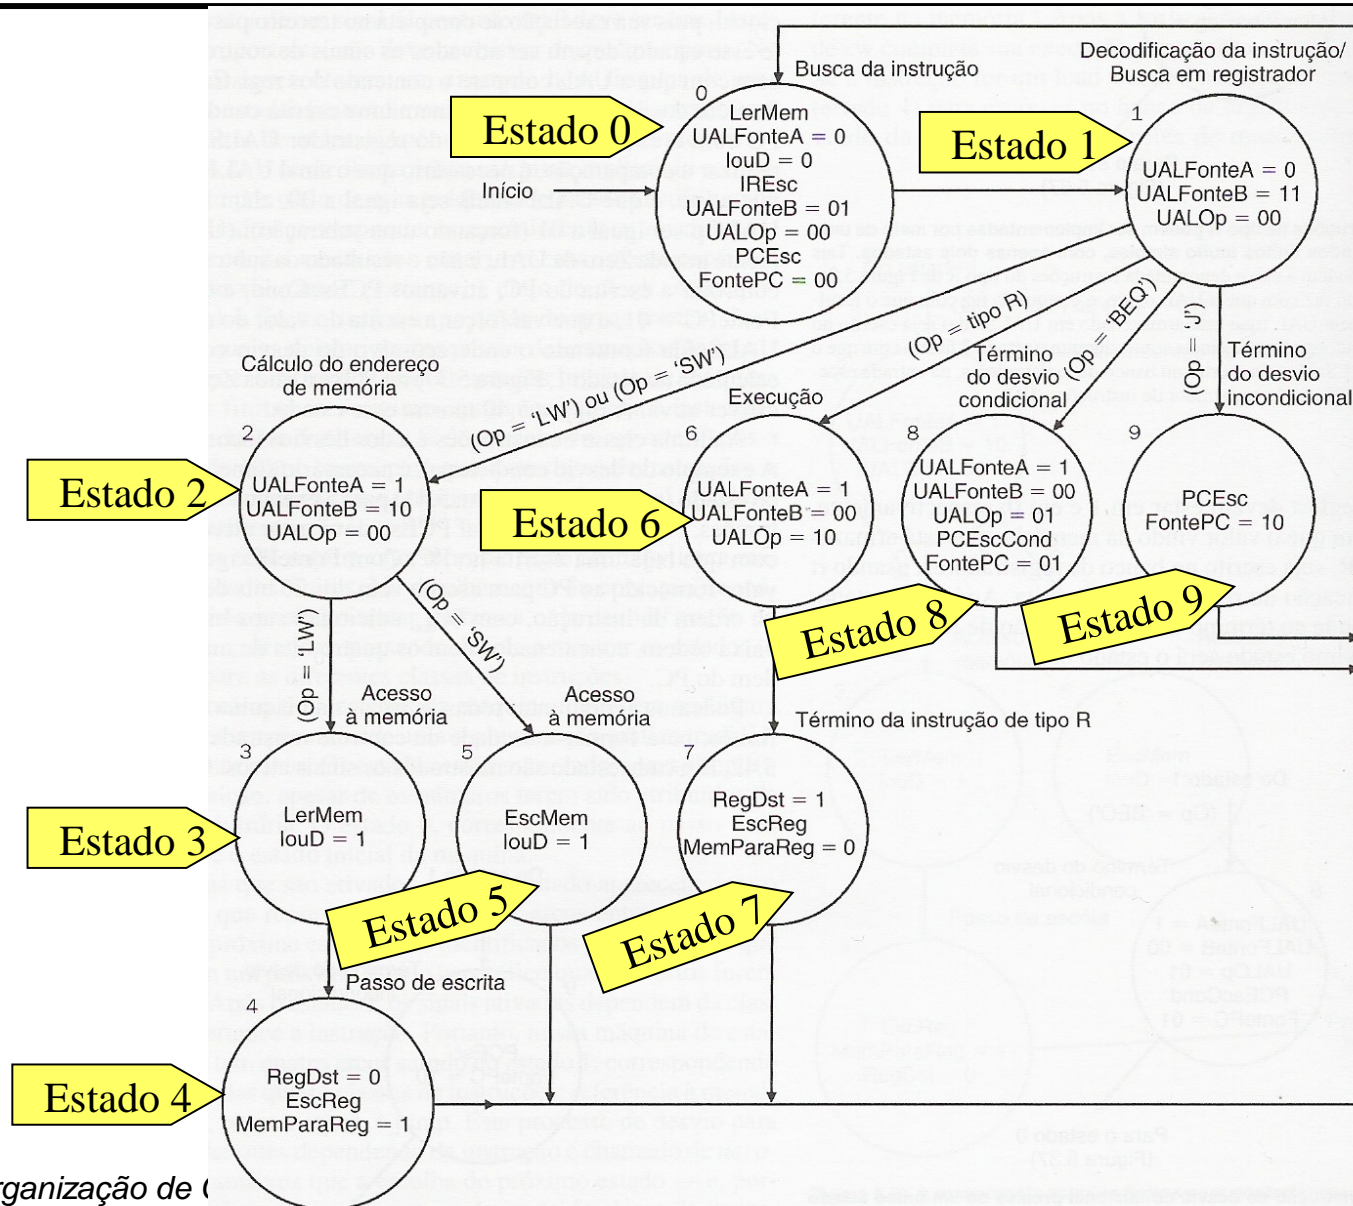 Busca da instrução
Decodificação da instrução/
Busca em registrador
0
LerMem
UALFonteA = 0
IouD = 0
IREsc
UALFonteB = 01
UALOp = 00
PCEsc
FontePC = 00
Estado 0
Início
1
UALFonteA = 0
UALFonteB = 11
UALOp = 00
Estado 1
(Op = 'LW') ou (Op = 'SW')
(Op = tipo R)
(Op = 'BEQ')
(Op = 'J')
Cálculo do endereço
de memória
2
UALFonteA = 1
UALFonteB = 10
UALOp = 00
Estado 2
Execução
6
UALFonteA = 1
UALFonteB = 00
UALOp = 10
Estado 6
Término
do desvio
condicional
8
UALFonteA = 1
UALFonteB = 00
UALOp = 01
PCEscCond
FontePC = 01
Estado 8
Término
do desvio
incondicional
9
PCEsc
FontePC = 10
Estado 9
(Op = 'LW')
(Op = 'SW')
Acesso
à memória
3
LerMem
IouD = 1
Estado 3
Acesso
à memória
5
EscMem
IouD = 1
Estado 5
Término da instrução de tipo R
7
RegDst = 1
EscReg
MemParaReg = 0
Estado 7
Passo de escrita
4
RegDst = 0
EscReg
MemParaReg = 1
Estado 4
rganização de